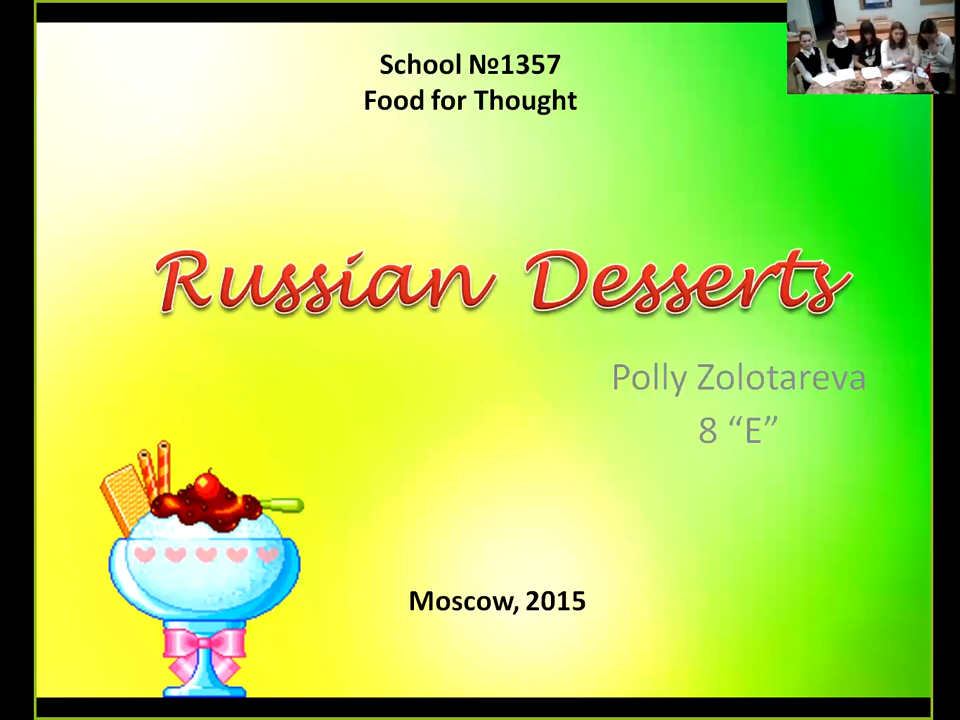 School №1357
Food for Thought
Russian Desserts
Polly Zolotareva
8 “E”
Moscow, 2015